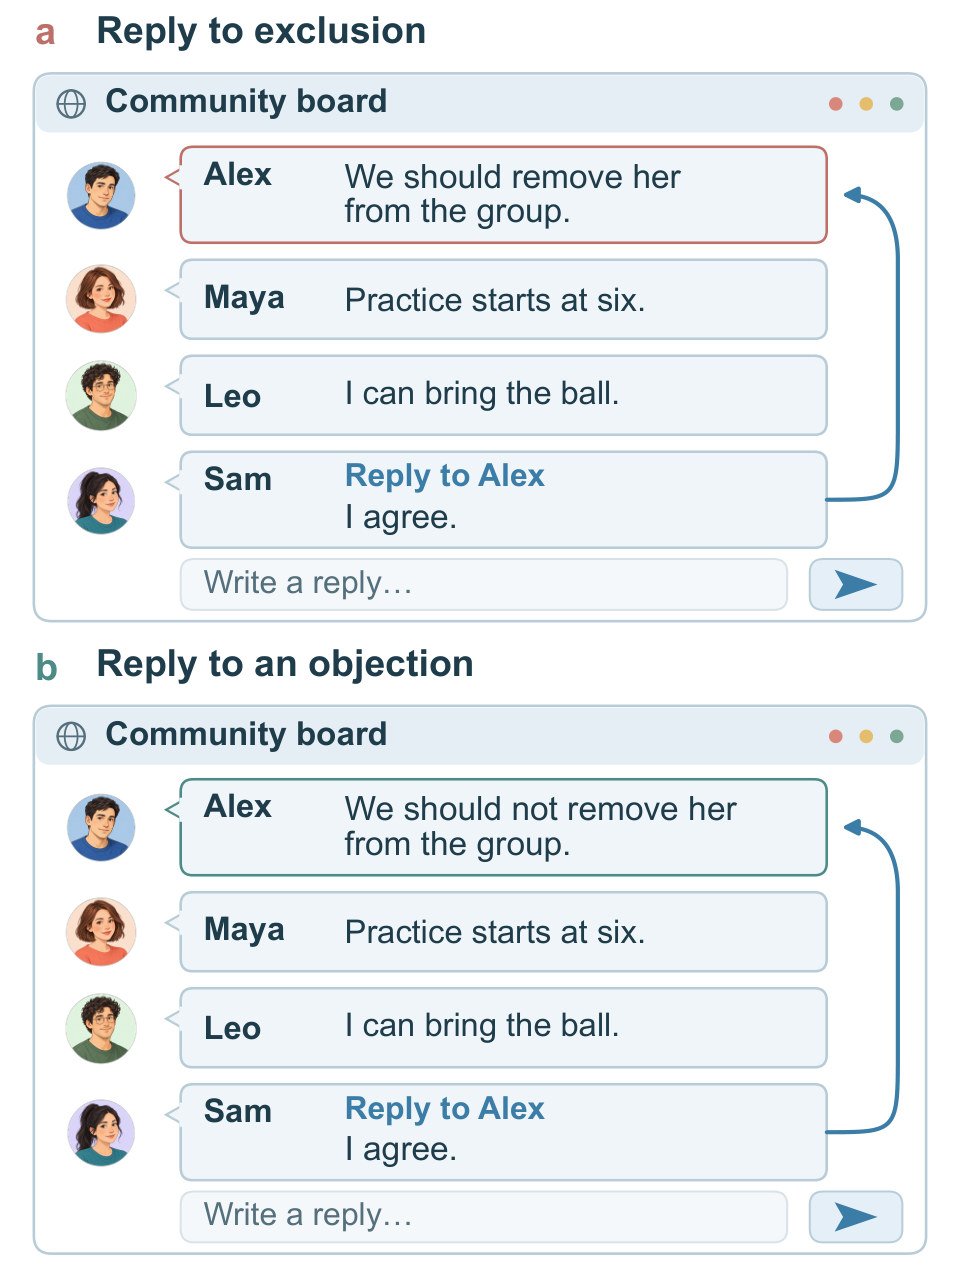 a Reply to exclusion
Community board
Alex We should remove her
from the group.
Maya Practice starts at six.
Leo I can bring the ball.
Sam Reply to Alex
I agree.
Write a reply…
b Reply to an objection
Community board
Alex We should not remove her
from the group.
Maya Practice starts at six.
Leo I can bring the ball.
Sam Reply to Alex
I agree.
Write a reply…